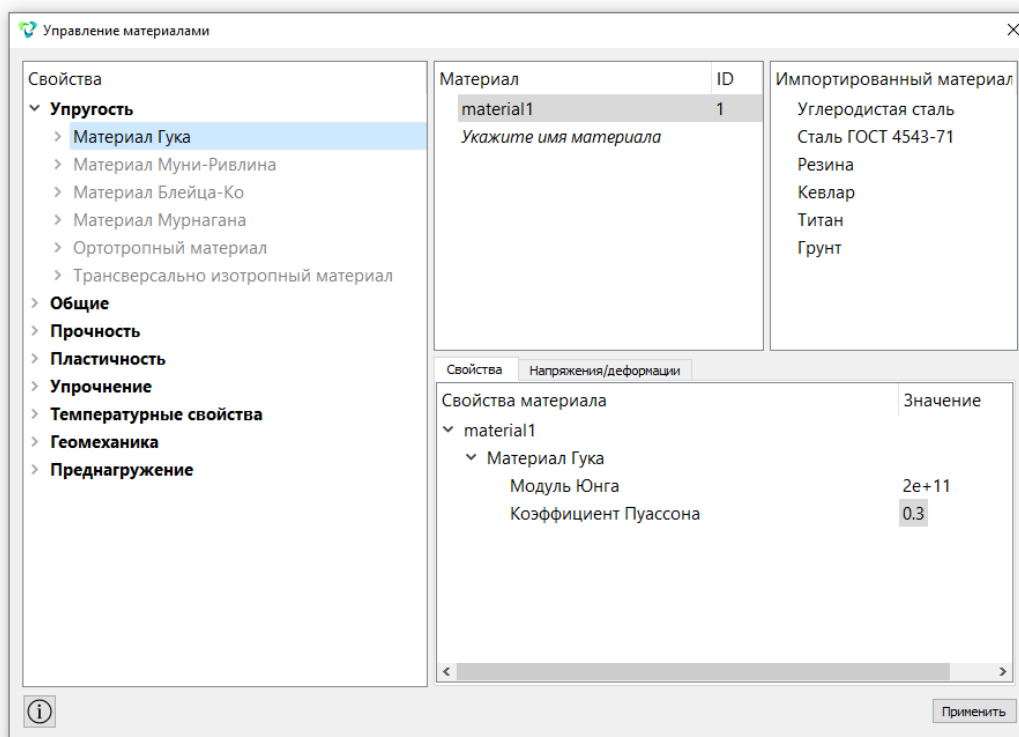 Управление материалами
Свойства
Упругость
Материал Гука
Материал Муни-Ривлина
Материал Блейца-Ко
Материал Мурнагана
Ортотропный материал
Трансверсально изотропный материал
Общие
Прочность
Пластичность
Упрочнение
Температурные свойства
Геомеханика
Преднагружение
Материал ID
material1 1
Укажите имя материала
Импортированный материал
Углеродистая сталь
Сталь ГОСТ 4543-71
Резина
Кевлар
Титан
Грунт
Свойства Напряжения/деформации
Свойства материала Значение
material1
Материал Гука
Модуль Юнга 2e+11
Коэффициент Пуассона 0.3
Применить